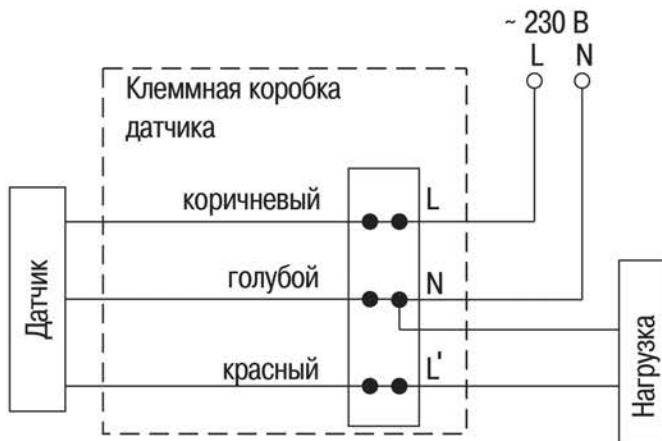 ~ 230 В
L N
Клеммная коробка
датчика
коричневый L
голубой N
красный L'
Датчик
Нагрузка